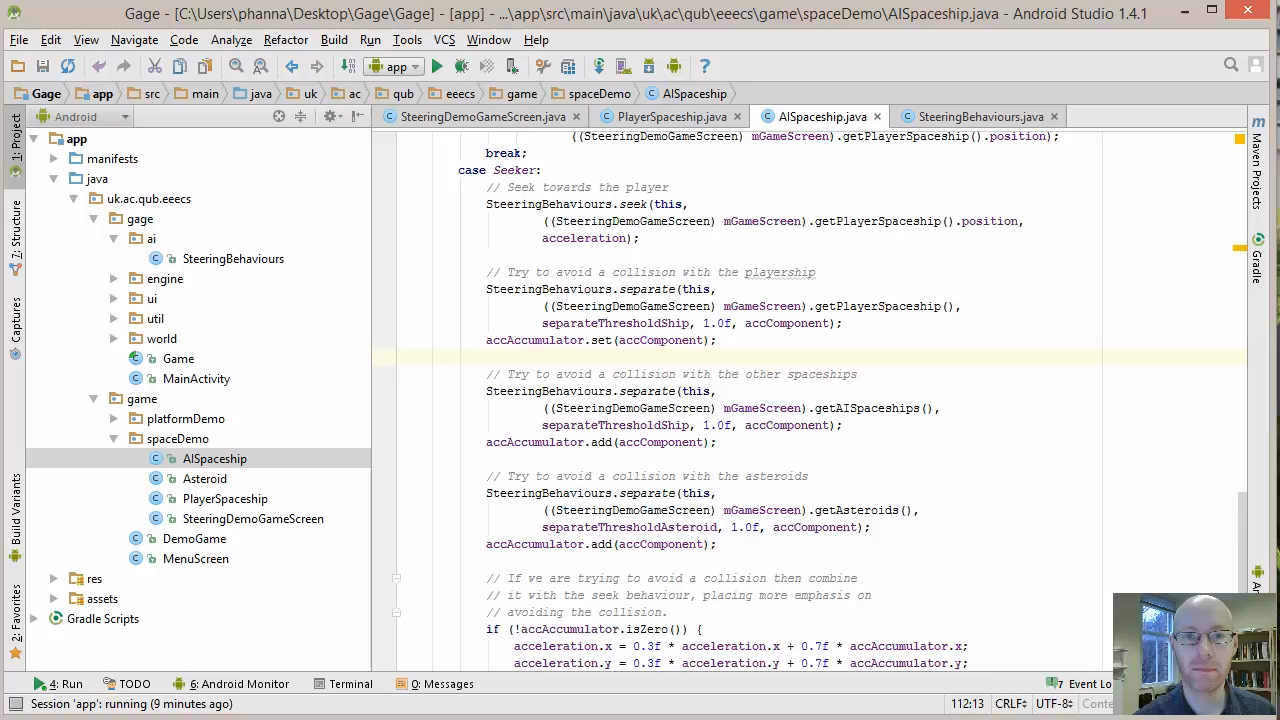 Gage - [C:\Users\phanna\Desktop\Gage\Gage] - [app] - ...\app\src\main\java\uk\ac\qub\eeecs\game\spaceDemo\AISpaceship.java - Android Studio 1.4.1
File Edit View Navigate Code Analyze Refactor Build Run Tools VCS Window Help
app
Gage app src main java uk ac qub eeecs game spaceDemo AISpaceship
Android
SteeringDemoGameScreen.java PlayerSpaceship.java AISpaceship.java SteeringBehaviours.java
1: Project
7: Structure
Captures
Build Variants
2: Favorites
app
manifests
java
uk.ac.qub.eeecs
gage
ai
SteeringBehaviours
engine
ui
util
world
Game
MainActivity
game
platformDemo
spaceDemo
AISpaceship
Asteroid
PlayerSpaceship
SteeringDemoGameScreen
DemoGame
MenuScreen
res
assets
Gradle Scripts
((SteeringDemoGameScreen) mGameScreen).getPlayerSpaceship().position);
break;
case Seeker:
// Seek towards the player
SteeringBehaviours.seek(this,
((SteeringDemoGameScreen) mGameScreen).getPlayerSpaceship().position,
acceleration);
// Try to avoid a collision with the playership
SteeringBehaviours.separate(this,
((SteeringDemoGameScreen) mGameScreen).getPlayerSpaceship(),
separateThresholdShip, 1.0f, accComponent);
accAccumulator.set(accComponent);
// Try to avoid a collision with the other spaceships
SteeringBehaviours.separate(this,
((SteeringDemoGameScreen) mGameScreen).getAISpaceships(),
separateThresholdShip, 1.0f, accComponent);
accAccumulator.add(accComponent);
// Try to avoid a collision with the asteroids
SteeringBehaviours.separate(this,
((SteeringDemoGameScreen) mGameScreen).getAsteroids(),
separateThresholdAsteroid, 1.0f, accComponent);
accAccumulator.add(accComponent);
// If we are trying to avoid a collision then combine
// it with the seek behaviour, placing more emphasis on
// avoiding the collision.
if (!accAccumulator.isZero()) {
acceleration.x = 0.3f * acceleration.x + 0.7f * accAccumulator.x;
acceleration.y = 0.3f * acceleration.y + 0.7f * accAccumulator.y;
Maven Projects
Gradle
4: Run TODO 6: Android Monitor Terminal 0: Messages 7 Event Lo
Session 'app': running (9 minutes ago) 112:13 CRLF UTF-8 Conte